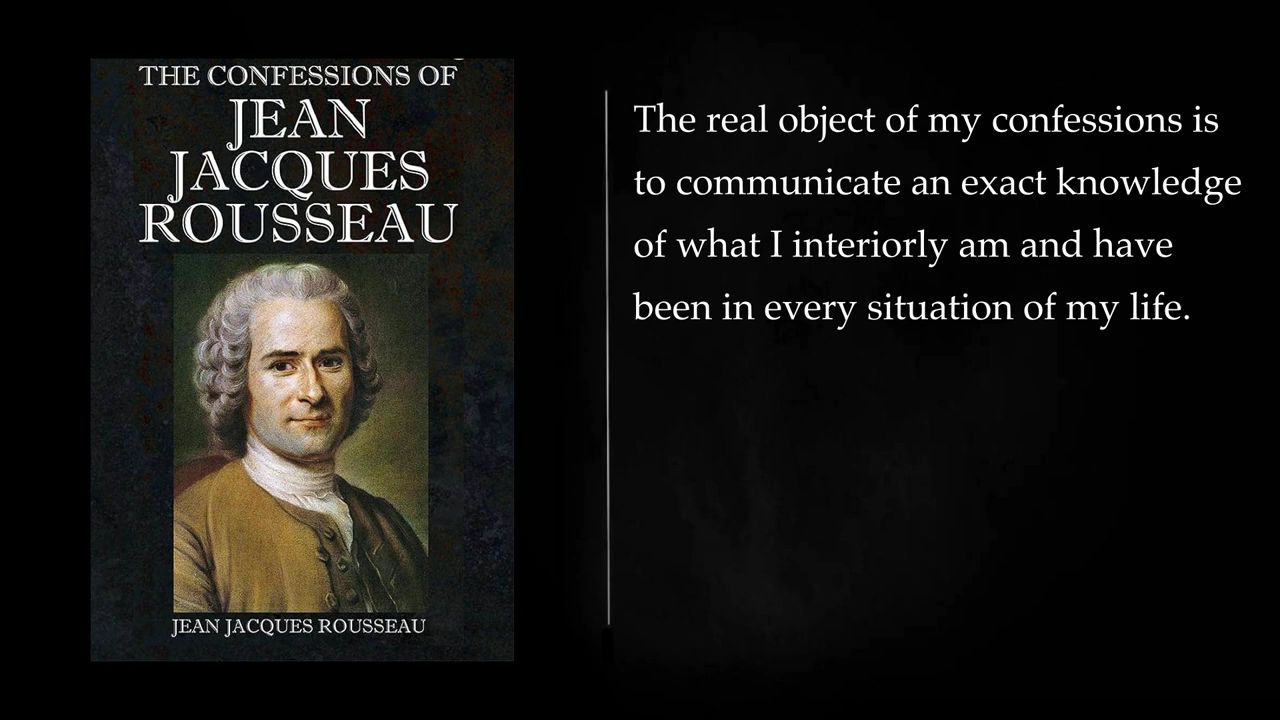 THE CONFESSIONS OF
JEAN
JACQUES
ROUSSEAU
JEAN JACQUES ROUSSEAU
The real object of my confessions is
to communicate an exact knowledge
of what I interiorly am and have
been in every situation of my life.